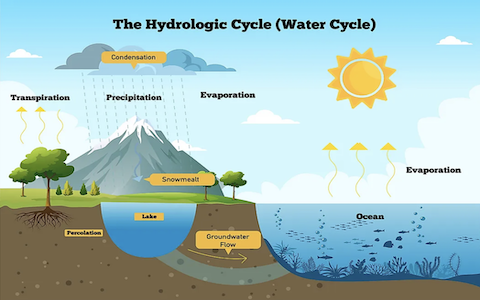 The Hydrologic Cycle (Water Cycle)
Condensation
Transpiration
Precipitation
Evaporation
Evaporation
Snowmealt
Lake
Ocean
Percolation
Groundwater
Flow